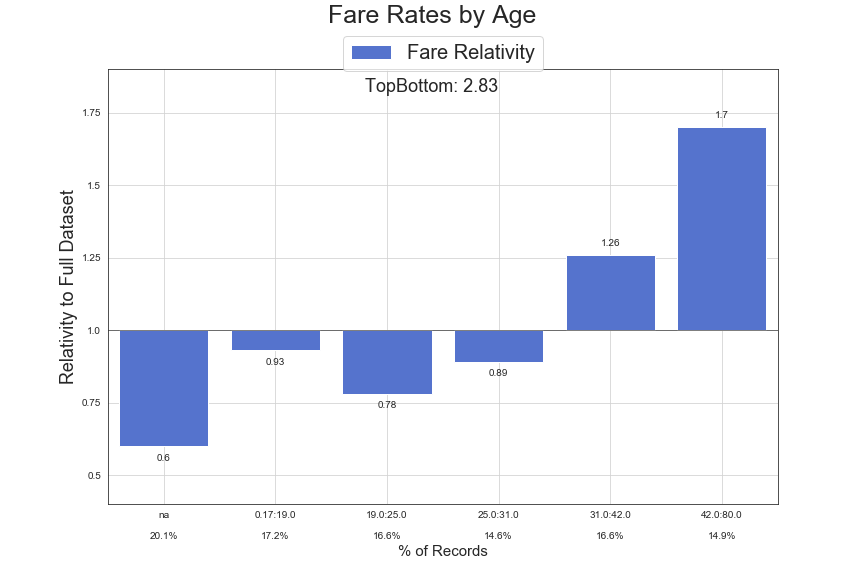 Fare Rates by Age
Fare Relativity
TopBottom: 2.83
Relativity to Full Dataset
1.75
1.5
1.25
1.0
0.75
0.5
0.6
0.93
0.78
0.89
1.26
1.7
na 0.17:19.0 19.0:25.0 25.0:31.0 31.0:42.0 42.0:80.0
20.1% 17.2% 16.6% 14.6% 16.6% 14.9%
% of Records